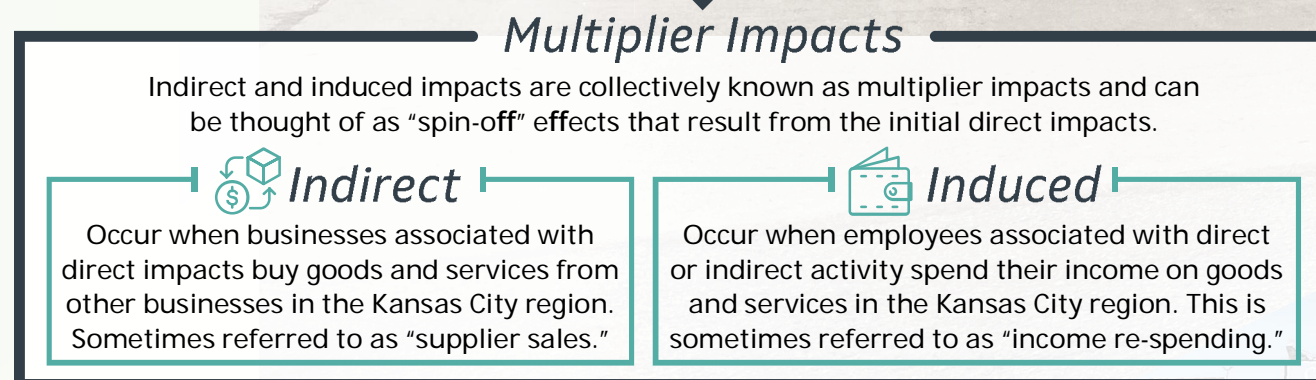 Multiplier Impacts
Indirect and induced impacts are collectively known as multiplier impacts and can
be thought of as “spin-off” effects that result from the initial direct impacts.
$ Indirect
Occur when businesses associated with
direct impacts buy goods and services from
other businesses in the Kansas City region.
Sometimes referred to as “supplier sales.”
Induced
Occur when employees associated with direct
or indirect activity spend their income on goods
and services in the Kansas City region. This is
sometimes referred to as “income re-spending.”